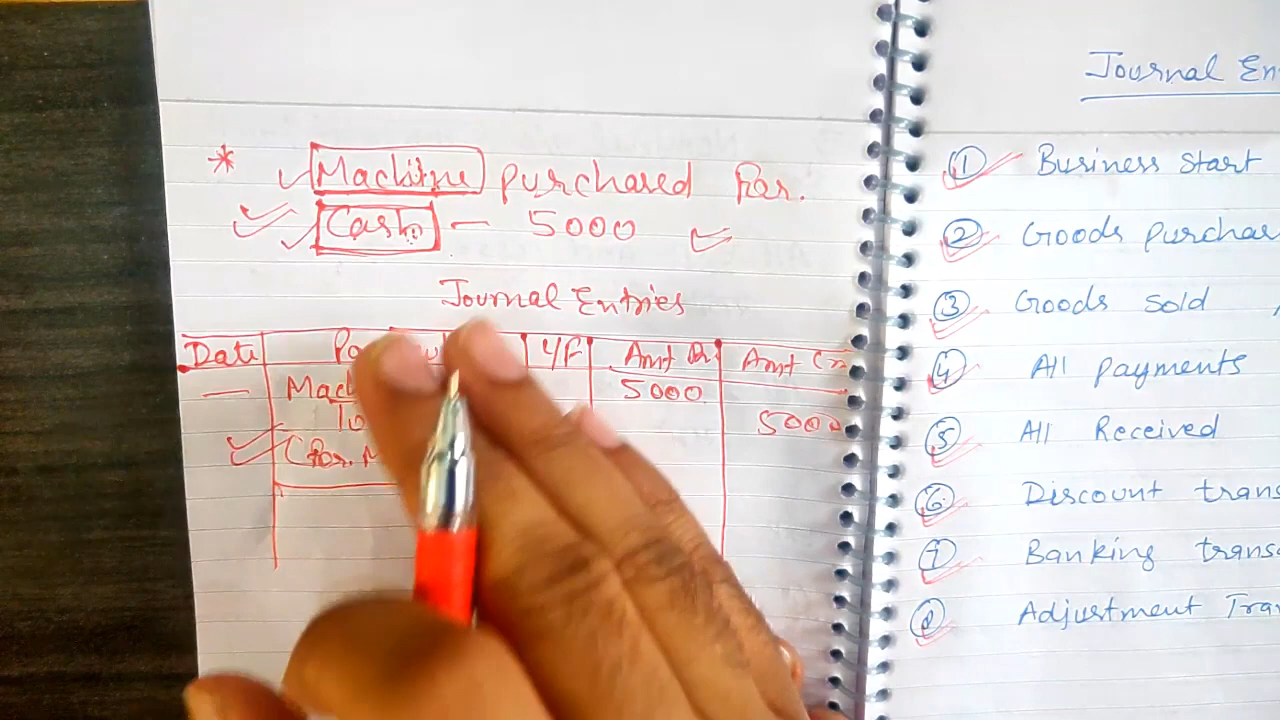 * Machine purchased For.
Cash - 5000
Journal Entries
Date L/F Amt Dr Amt Cr
5000
To 5000
(For. M
Journal En
1 Business start
2 Goods purchas
3 Goods sold
4 All payments
5 All Received
6 Discount trans
7 Banking trans
8 Adjustment Tra